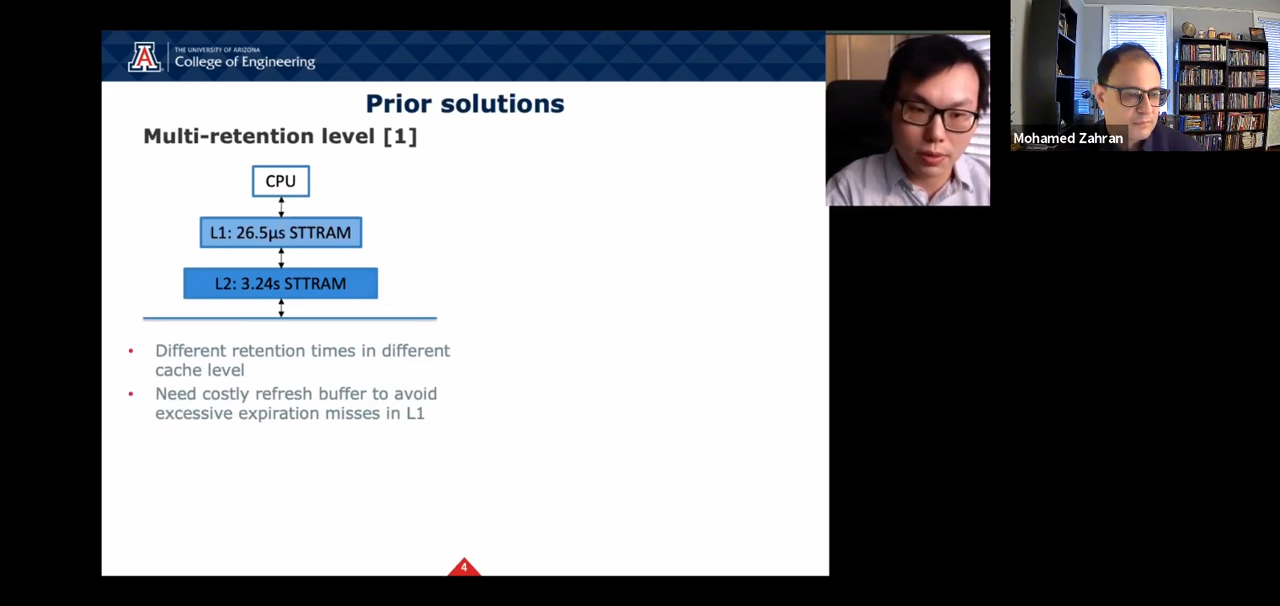 THE UNIVERSITY OF ARIZONA
College of Engineering
Prior solutions
Multi-retention level [1]
CPU
L1: 26.5µs STTRAM
L2: 3.24s STTRAM
• Different retention times in different
cache level
• Need costly refresh buffer to avoid
excessive expiration misses in L1
4
Mohamed Zahran